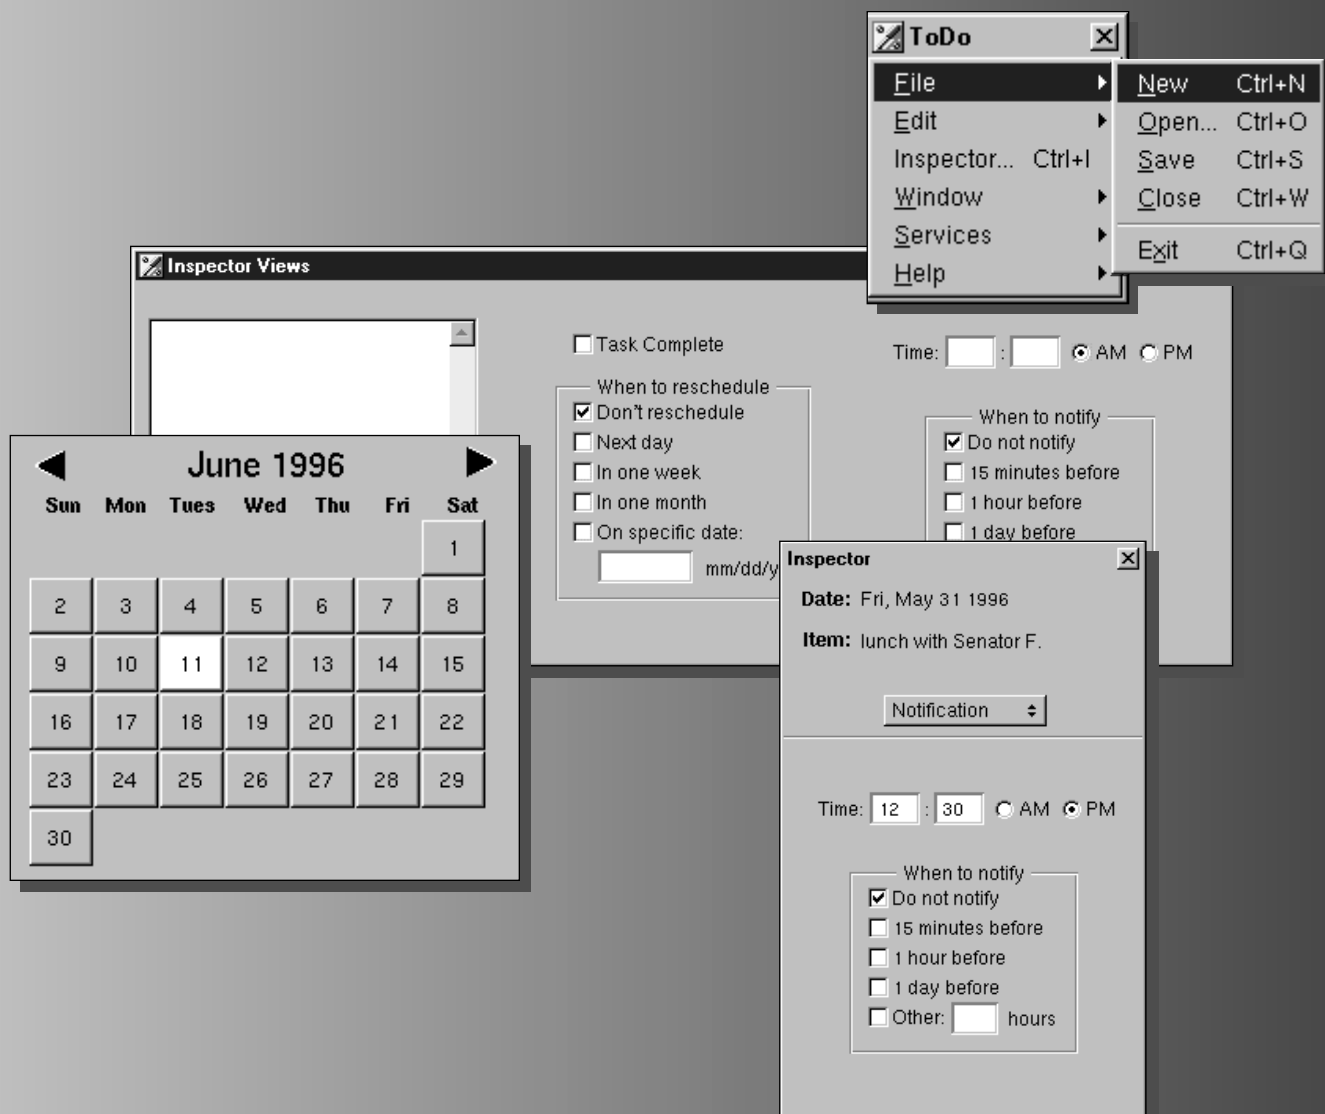 ToDo
File
Edit
Inspector... Ctrl+I
Window
Services
Help
New Ctrl+N
Open... Ctrl+O
Save Ctrl+S
Close Ctrl+W
Exit Ctrl+Q
Inspector Views
Task Complete
When to reschedule
Don't reschedule
Next day
In one week
In one month
On specific date:
mm/dd/y
Time: : AM PM
When to notify
Do not notify
15 minutes before
1 hour before
1 day before
June 1996
Sun Mon Tues Wed Thu Fri Sat
1
2 3 4 5 6 7 8
9 10 11 12 13 14 15
16 17 18 19 20 21 22
23 24 25 26 27 28 29
30
Inspector
Date: Fri, May 31 1996
Item: lunch with Senator F.
Notification
Time: 12 : 30 AM PM
When to notify
Do not notify
15 minutes before
1 hour before
1 day before
Other: hours